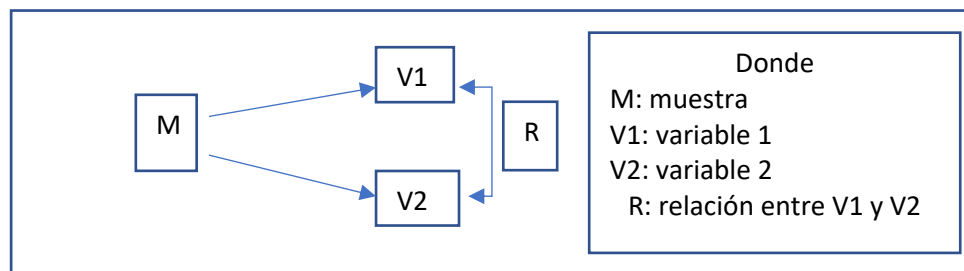 V1
M
R
V2
Donde
M: muestra
V1: variable 1
V2: variable 2
R: relación entre V1 y V2